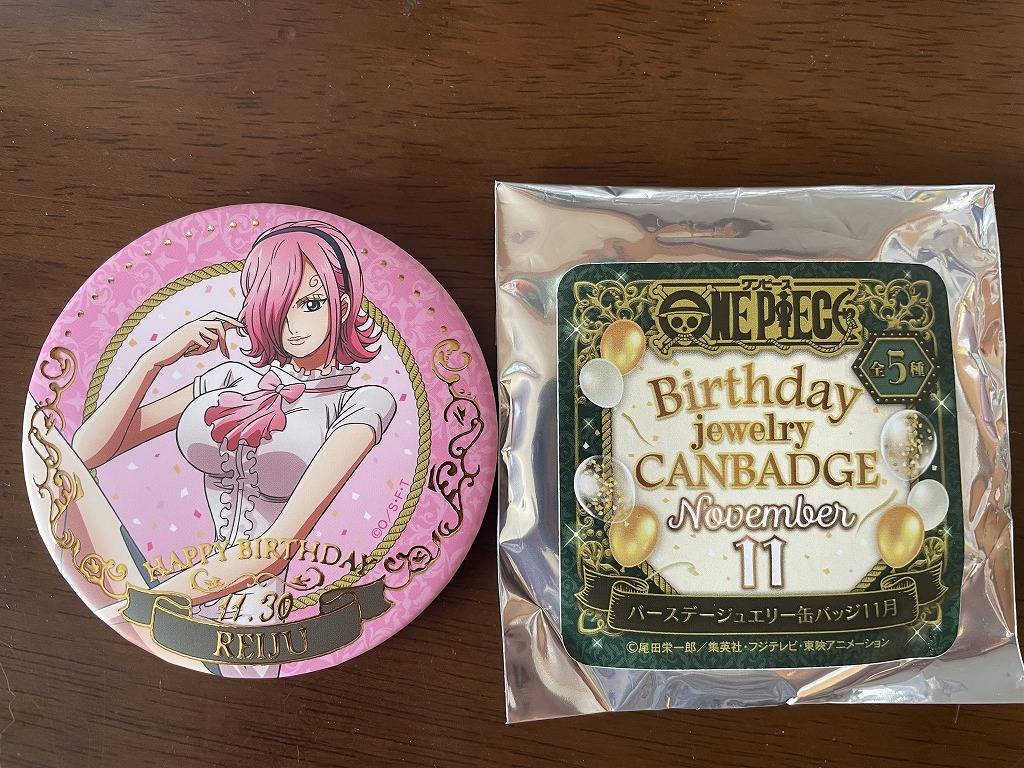 ©O/S・F・T
HAPPY BIRTHDAY
11.30
REIJU
ワンピース
ONE PIECE
全5種
Birthday
jewelry
CANBADGE
November
11
バースデージュエリー缶バッジ11月
©尾田栄一郎／集英社・フジテレビ・東映アニメーション